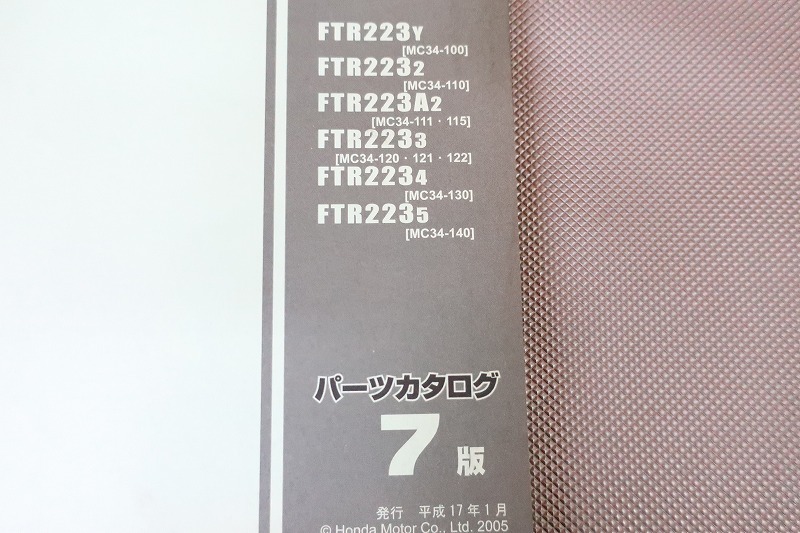 FTR223Y
[MC34-100]
FTR2232
[MC34-110]
FTR223A2
[MC34-111・115]
FTR2233
[MC34-120・121・122]
FTR2234
[MC34-130]
FTR2235
[MC34-140]
パーツカタログ
7版
発行 平成17年1月
© Honda Motor Co., Ltd. 2005